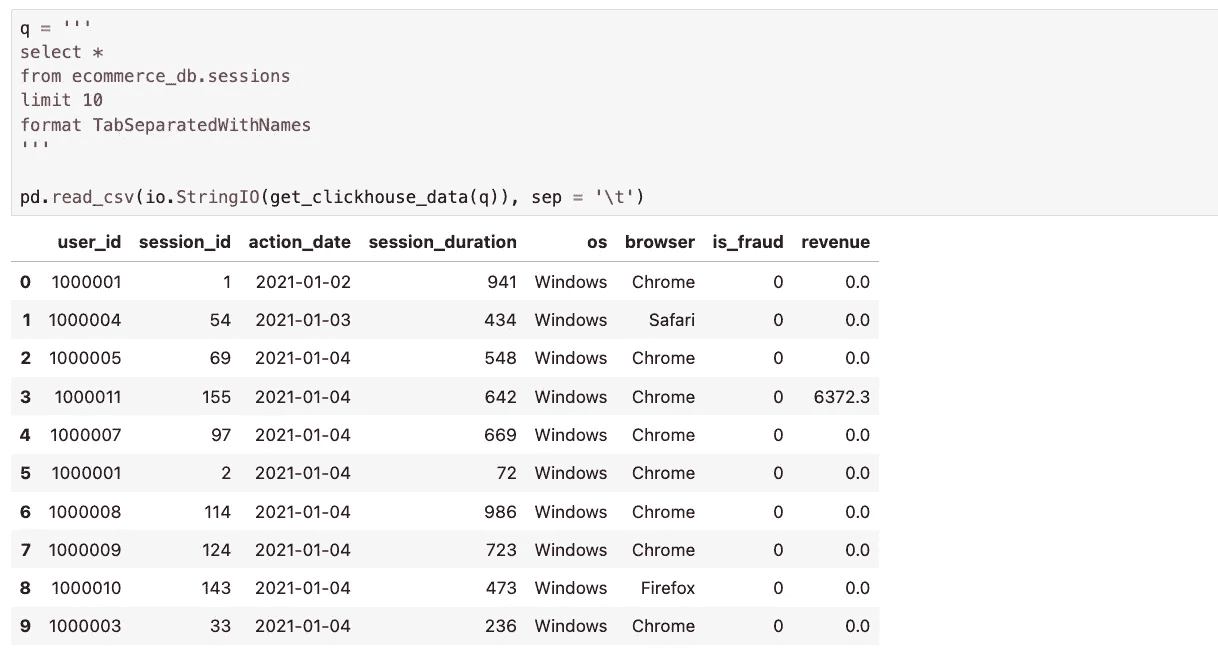 q = '''
select *
from ecommerce_db.sessions
limit 10
format TabSeparatedWithNames
'''
pd.read_csv(io.StringIO(get_clickhouse_data(q)), sep = '\t')
user_id session_id action_date session_duration os browser is_fraud revenue
0 1000001 1 2021-01-02 941 Windows Chrome 0 0.0
1 1000004 54 2021-01-03 434 Windows Safari 0 0.0
2 1000005 69 2021-01-04 548 Windows Chrome 0 0.0
3 1000011 155 2021-01-04 642 Windows Chrome 0 6372.3
4 1000007 97 2021-01-04 669 Windows Chrome 0 0.0
5 1000001 2 2021-01-04 72 Windows Chrome 0 0.0
6 1000008 114 2021-01-04 986 Windows Chrome 0 0.0
7 1000009 124 2021-01-04 723 Windows Chrome 0 0.0
8 1000010 143 2021-01-04 473 Windows Firefox 0 0.0
9 1000003 33 2021-01-04 236 Windows Chrome 0 0.0